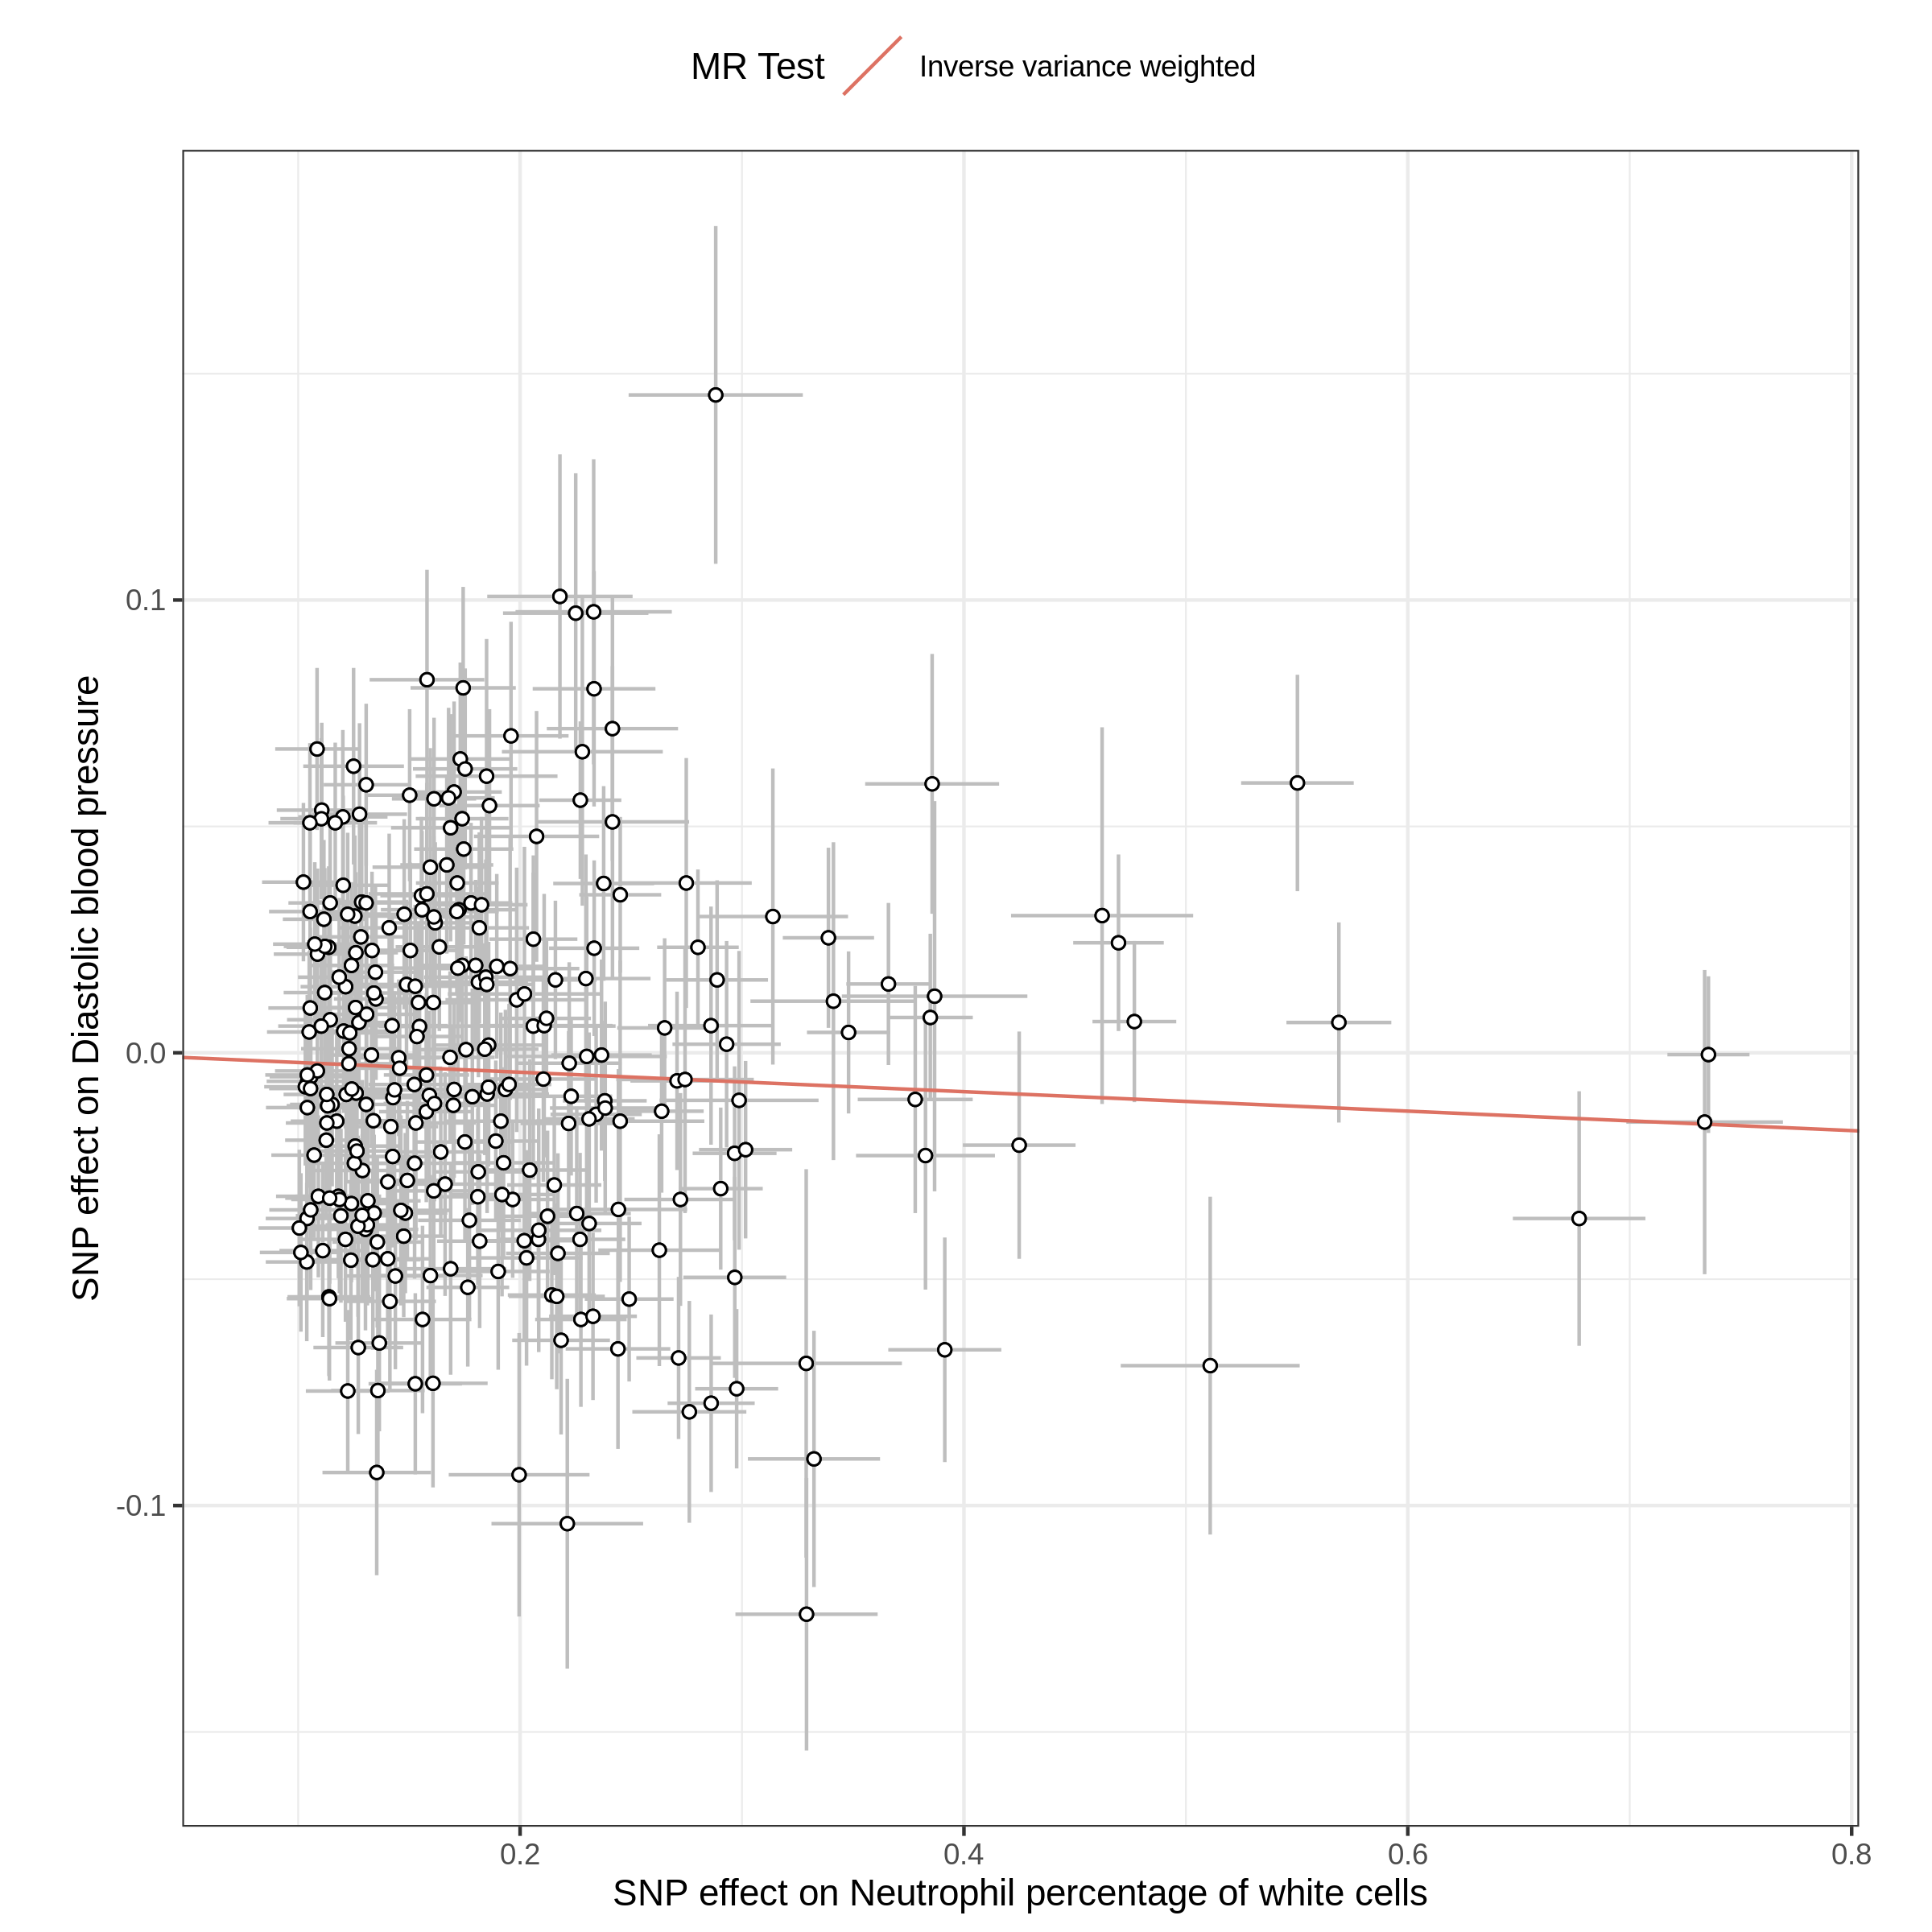 MR Test
Inverse variance weighted
SNP effect on Diastolic blood pressure
0.1
0.0
-0.1
0.2
0.4
0.6
0.8
SNP effect on Neutrophil percentage of white cells